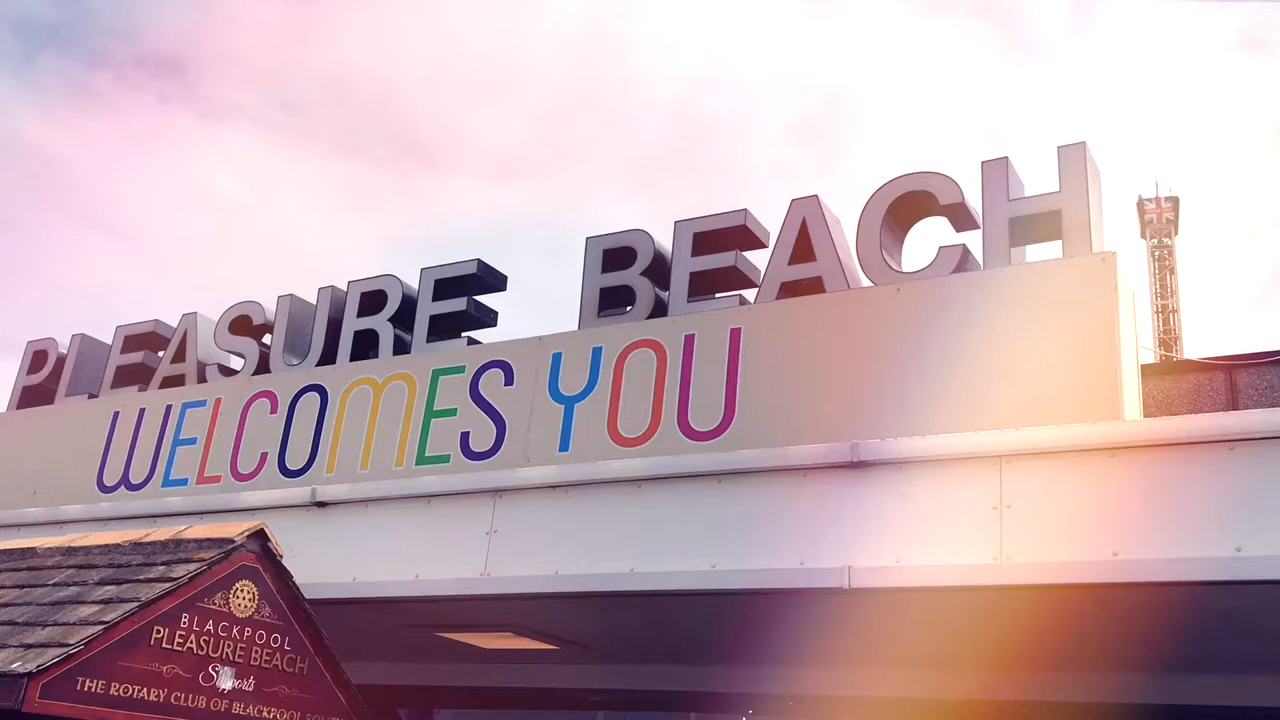 PLEASURE BEACH
WELCOMES YOU
BLACKPOOL
PLEASURE BEACH
Supports
THE ROTARY CLUB OF BLACKPOOL SOUTH